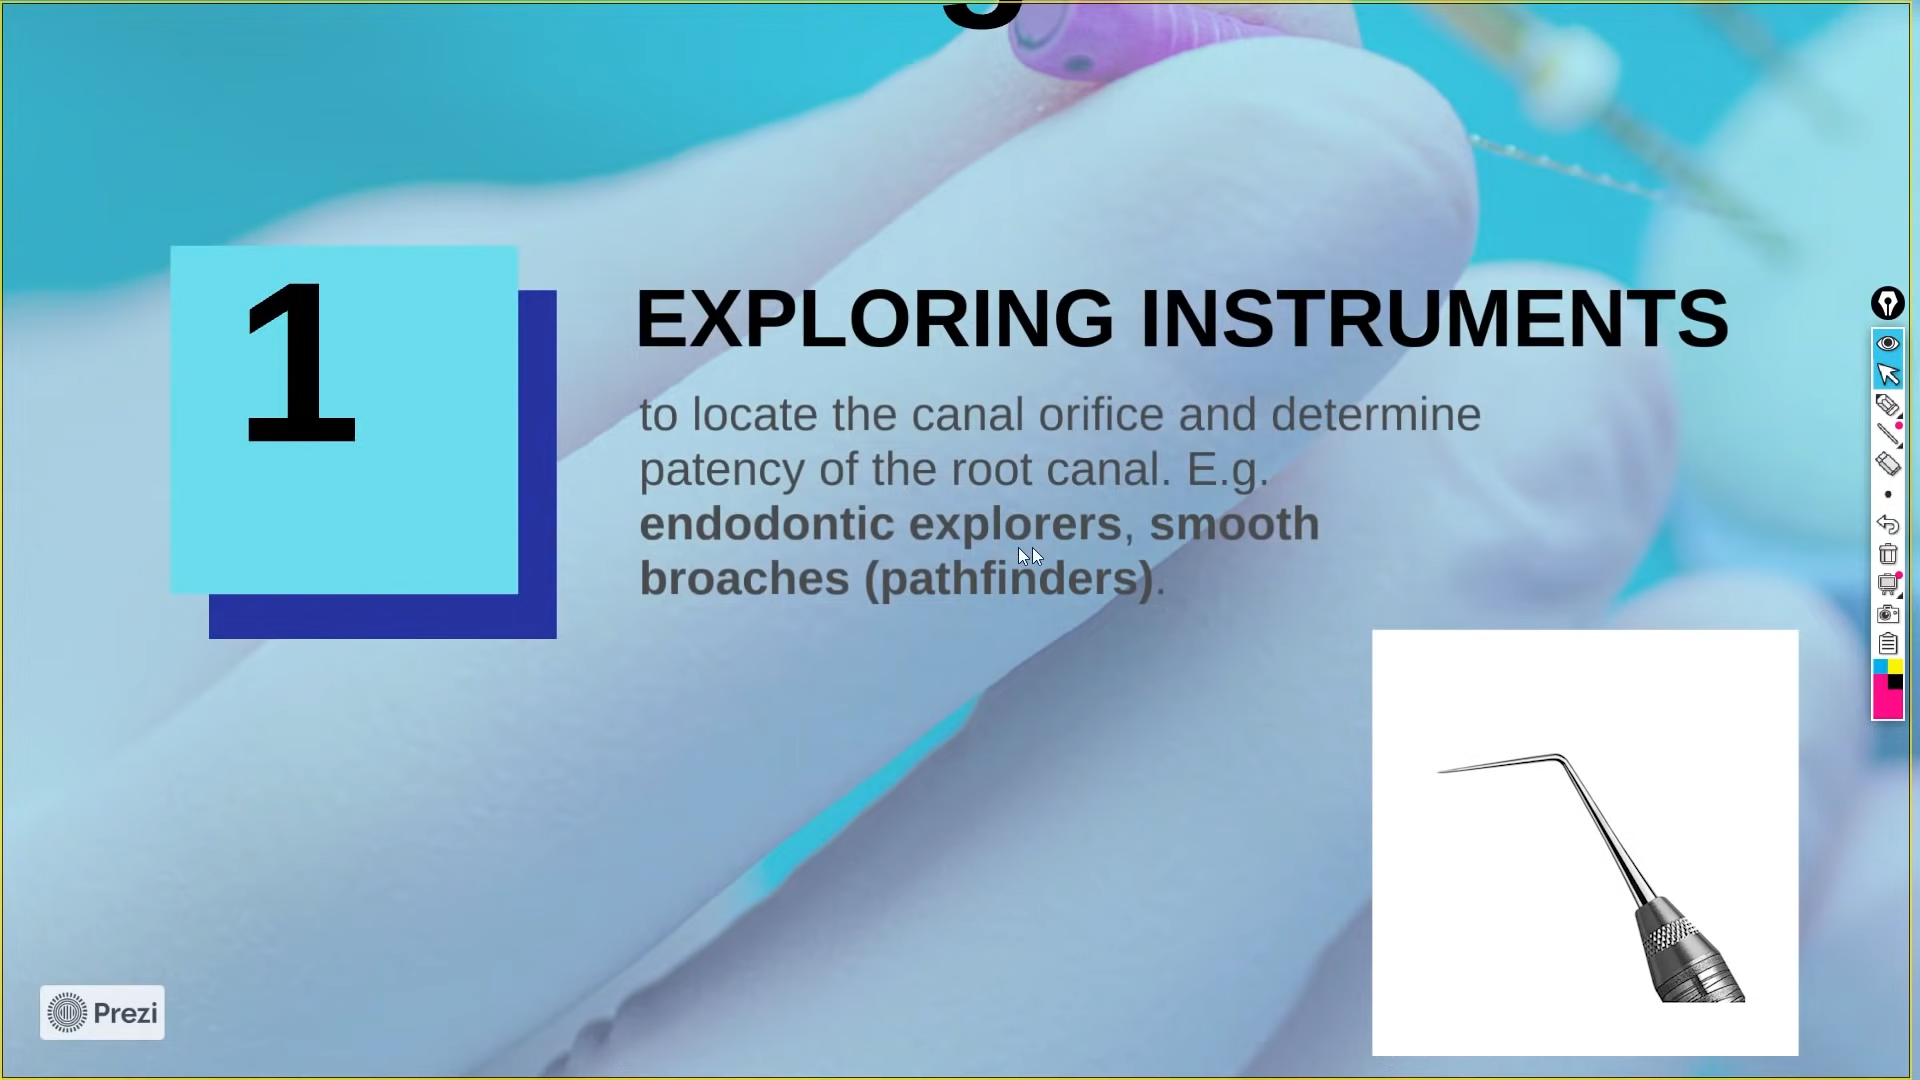 1
EXPLORING INSTRUMENTS
to locate the canal orifice and determine
patency of the root canal. E.g.
endodontic explorers, smooth
broaches (pathfinders).
Prezi